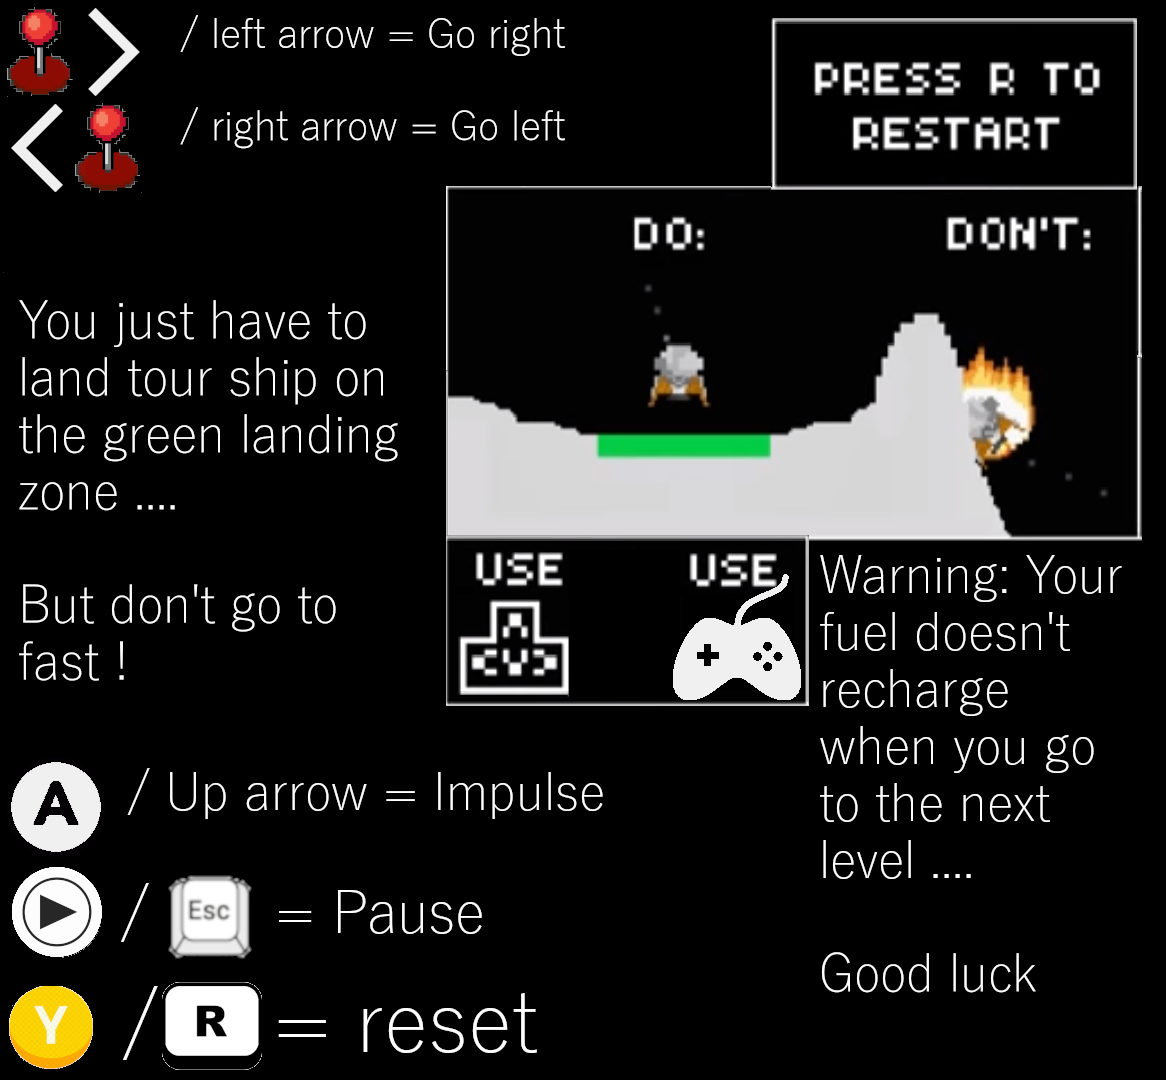 / left arrow = Go right
/ right arrow = Go left
PRESS R TO
RESTART
DO:
DON'T:
You just have to
land tour ship on
the green landing
zone ....
But don't go to
fast !
USE
USE
Warning: Your
fuel doesn't
recharge
when you go
to the next
level ....
Good luck
A / Up arrow = Impulse
/ Esc = Pause
Y / R = reset